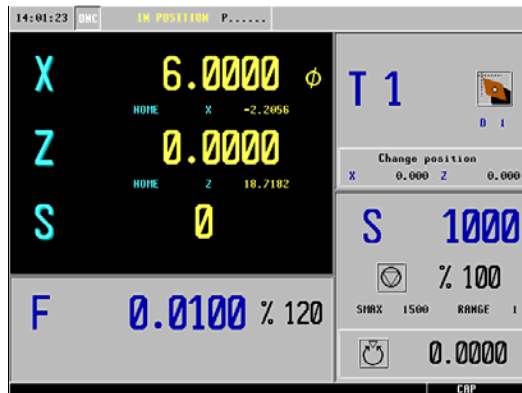 14:01:23 DNC IN POSITION P......
X 6.0000 ϕ
HOME X -2.2056
Z 0.0000
HOME Z 18.7182
S 0
F 0.0100 % 120
T 1
D 1
Change position
X 0.000 Z 0.000
S 1000
% 100
SMAX 1500 RANGE 1
0.0000
CAP